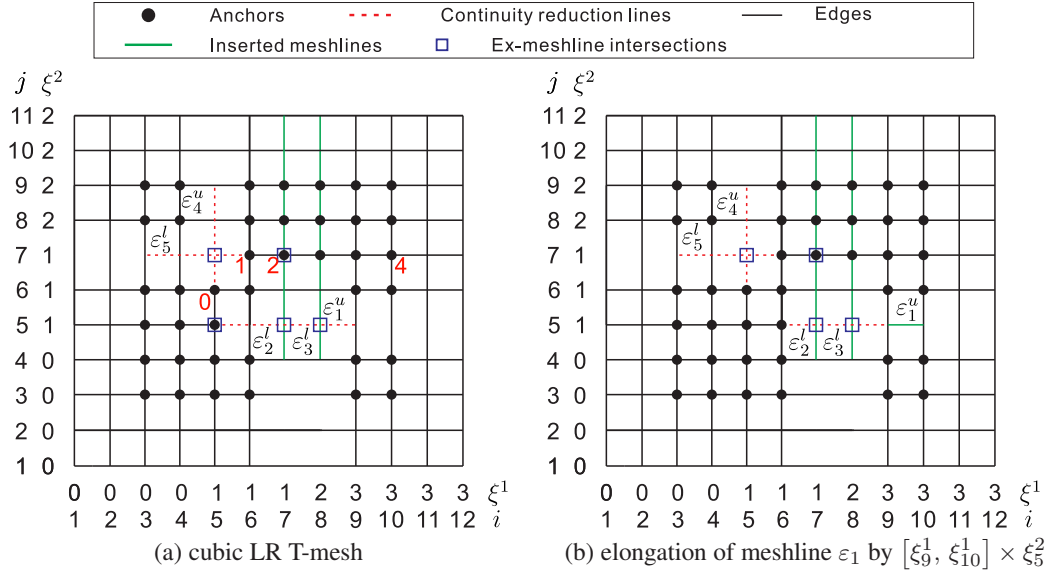 Anchors Continuity reduction lines Edges
Inserted meshlines Ex-meshline intersections
j ξ² j ξ²
11 2 11 2
10 2 10 2
9 2 9 2
ε₄ᵘ ε₄ᵘ
8 2 8 2
ε₅ˡ ε₅ˡ
7 1 7 1
1 2 4
6 1 6 1
0
ε₁ᵘ ε₁ᵘ
5 1 5 1
ε₂ˡ ε₃ˡ ε₂ˡ ε₃ˡ
4 0 4 0
3 0 3 0
2 0 2 0
1 0 1 0
0 0 0 0 1 1 1 2 3 3 3 3 ξ¹ 0 0 0 0 1 1 1 2 3 3 3 3 ξ¹
1 2 3 4 5 6 7 8 9 10 11 12 i 1 2 3 4 5 6 7 8 9 10 11 12 i
(a) cubic LR T-mesh (b) elongation of meshline ε₁ by [ξ₉¹, ξ₁₀¹] × ξ₅²